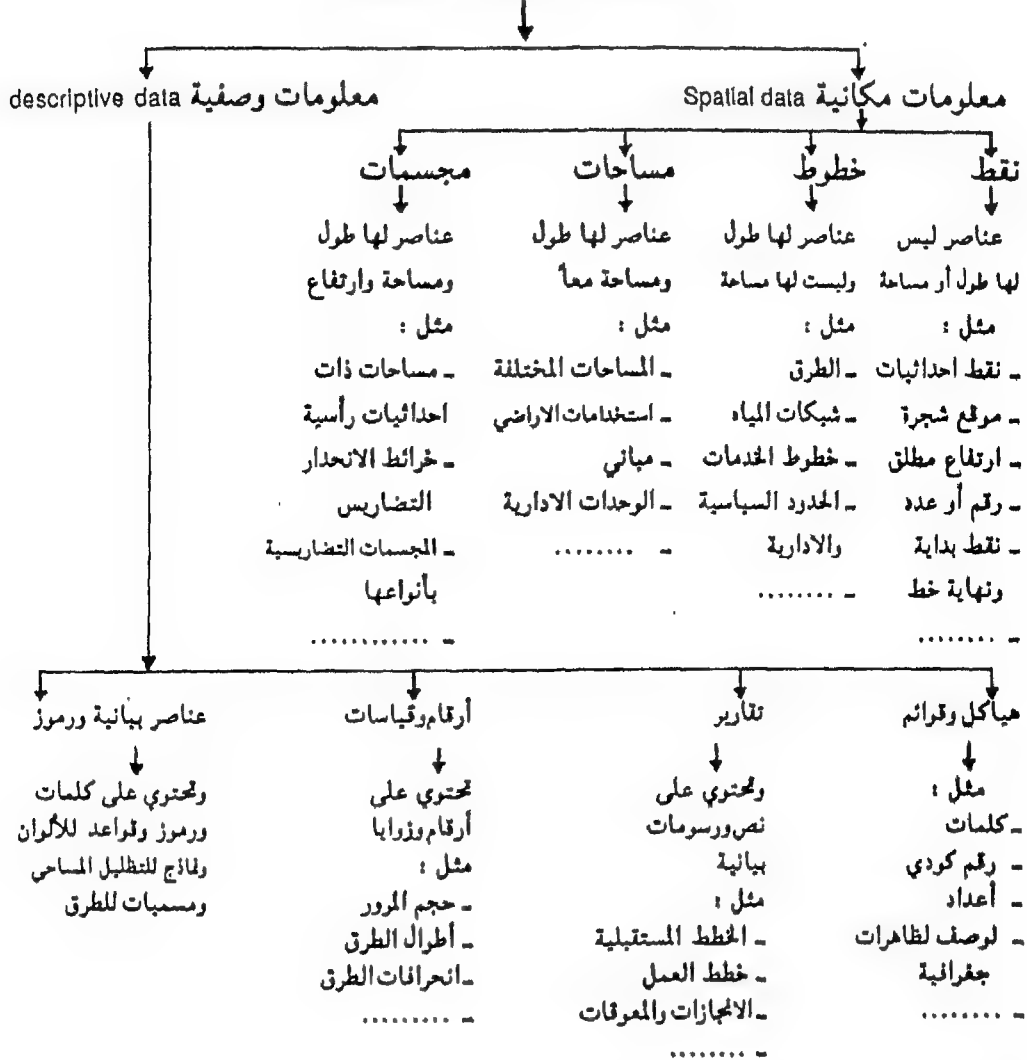 معلومات مكانية Spatial data
معلومات وصفية descriptive data
نقط
عناصر ليس
لها طول أو مساحة
مثل :
ـ نقط احداثيات
ـ موقع شجرة
ـ ارتفاع مطلق
ـ رقم أو عدد
ـ نقط بداية
ونهاية خط
ـ ........
خطوط
عناصر لها طول
وليست لها مساحة
مثل :
ـ الطرق
ـ شبكات المياه
ـ خطوط الخدمات
ـ الحدود السياسية
والادارية
ـ ........
مساحات
عناصر لها طول
ومساحة معاً
مثل :
ـ المساحات المختلفة
ـ استخدامات الاراضي
ـ مباني
ـ الوحدات الادارية
ـ ........
مجسمات
عناصر لها طول
ومساحة وارتفاع
مثل :
ـ مساحات ذات
احداثيات رأسية
ـ خرائط الانحدار
التضاريس
ـ المجسمات التضاريسية
بأنواعها
ـ ............
هياكل وقوائم
مثل :
ـ كلمات
ـ رقم كودي
ـ أعداد
ـ لوصف لظاهرات
جغرافية
ـ ........
تقارير
وتحتوي على
نص ورسومات
بيانية
مثل :
ـ الخطط المستقبلية
ـ خطط العمل
ـ الانجازات والمعوقات
ـ ........
أرقام وقياسات
تحتوي على
أرقام وزوايا
مثل :
ـ حجم المرور
ـ أطوال الطرق
ـ انحرافات الطرق
ـ .........
عناصر بيانية ورموز
وتحتوي على كلمات
ورموز وقواعد للألوان
ونماذج للتظليل المساحي
ومسميات للطرق